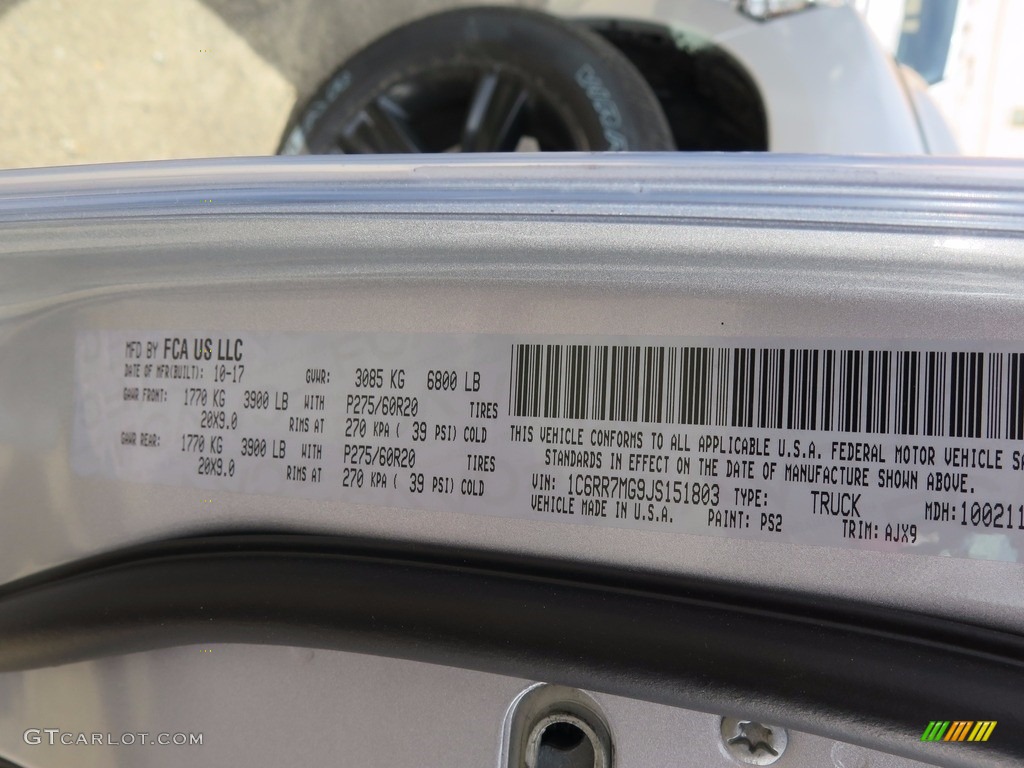 MFD BY FCA US LLC
DATE OF MFR(BUILT): 10-17 GVWR: 3085 KG 6800 LB
GAWR FRONT: 1770 KG 3900 LB WITH P275/60R20 TIRES
20X9.0 RIMS AT 270 KPA ( 39 PSI) COLD
GAWR REAR: 1770 KG 3900 LB WITH P275/60R20 TIRES
20X9.0 RIMS AT 270 KPA ( 39 PSI) COLD
THIS VEHICLE CONFORMS TO ALL APPLICABLE U.S.A. FEDERAL MOTOR VEHICLE SA
STANDARDS IN EFFECT ON THE DATE OF MANUFACTURE SHOWN ABOVE.
VIN: 1C6RR7MG9JS151803 TYPE: TRUCK MDH:100211
VEHICLE MADE IN U.S.A. PAINT: PS2 TRIM: AJX9
GTCARLOT.COM